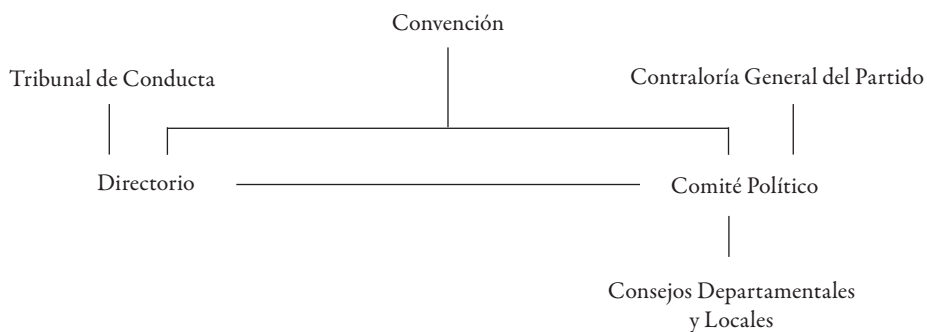 Convención
Tribunal de Conducta
Contraloría General del Partido
Directorio
Comité Político
Consejos Departamentales
y Locales